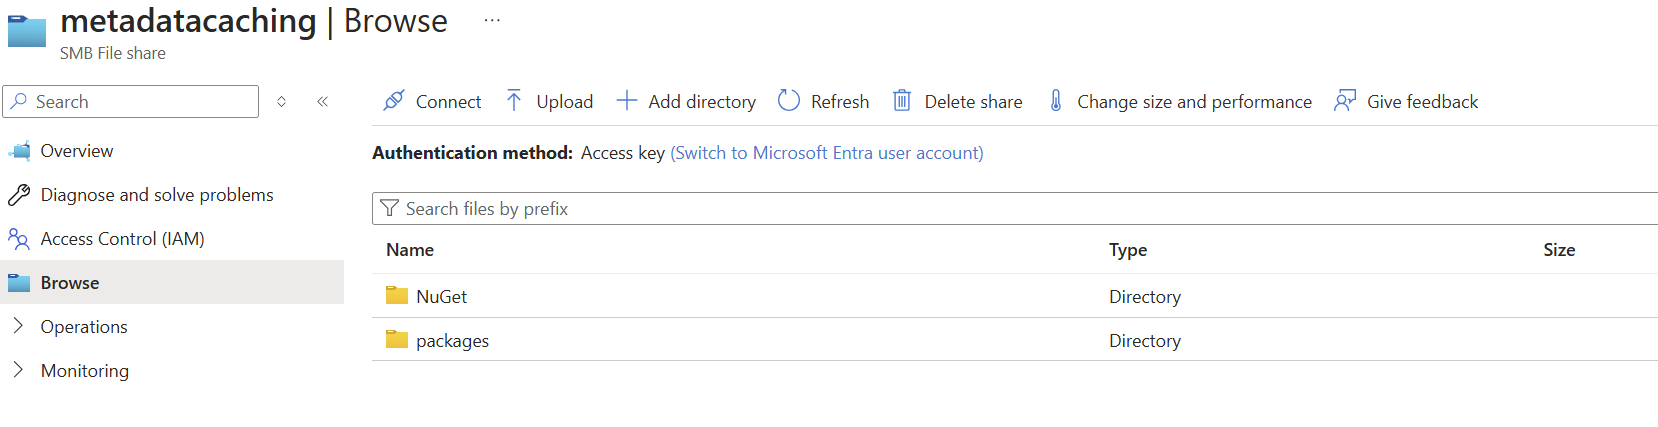 metadatacaching | Browse ...
SMB File share
Search
Connect Upload Add directory Refresh Delete share Change size and performance Give feedback
Overview
Diagnose and solve problems
Access Control (IAM)
Browse
Operations
Monitoring
Authentication method: Access key (Switch to Microsoft Entra user account)
Search files by prefix
Name Type Size
NuGet Directory
packages Directory